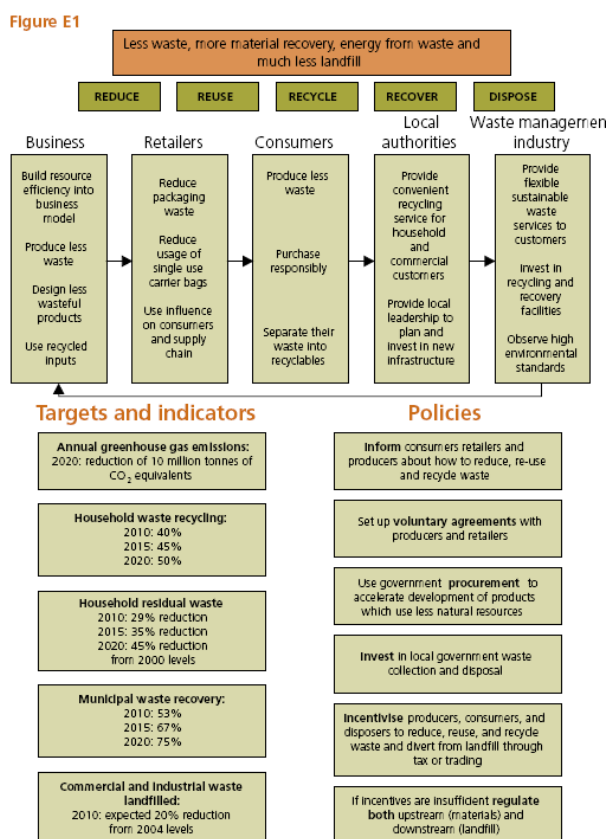 Figure E1
Less waste, more material recovery, energy from waste and
much less landfill
REDUCE
REUSE
RECYCLE
RECOVER
DISPOSE
Business
Build resource
efficiency into
business
model
Produce less
waste
Design less
wasteful
products
Use recycled
inputs
Retailers
Reduce
packaging
waste
Reduce
usage of
single use
carrier bags
Use influence
on consumers
and supply
chain
Consumers
Produce less
waste
Purchase
responsibly
Separate their
waste into
recyclables
Local
authorities
Provide
convenient
recycling
service for
household
and
commercial
customers
Provide local
leadership to
plan and
invest in new
infrastructure
Waste managemen
industry
Provide
flexible
sustainable
waste
services to
customers
Invest in
recycling and
recovery
facilities
Observe high
environmental
standards
Targets and indicators
Annual greenhouse gas emissions:
2020: reduction of 10 million tonnes of
CO₂ equivalents
Household waste recycling:
2010: 40%
2015: 45%
2020: 50%
Household residual waste
2010: 29% reduction
2015: 35% reduction
2020: 45% reduction
from 2000 levels
Municipal waste recovery:
2010: 53%
2015: 67%
2020: 75%
Commercial and industrial waste
landfilled:
2010: expected 20% reduction
from 2004 levels
Policies
Inform consumers retailers and
producers about how to reduce, re-use
and recycle waste
Set up voluntary agreements with
producers and retailers
Use government procurement to
accelerate development of products
which use less natural resources
Invest in local government waste
collection and disposal
Incentivise producers, consumers, and
disposers to reduce, reuse, and recycle
waste and divert from landfill through
tax or trading
If incentives are insufficient regulate
both upstream (materials) and
downstream (landfill)